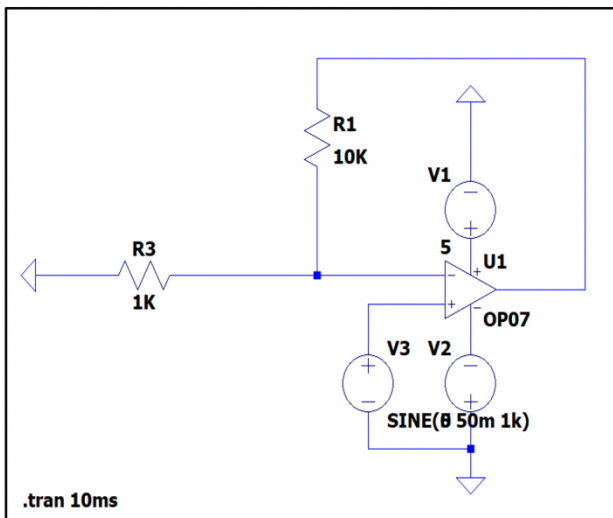 R1
10K
V1
R3
1K
5
U1
OP07
V3
V2
SINE(0 50m 1k)
.tran 10ms